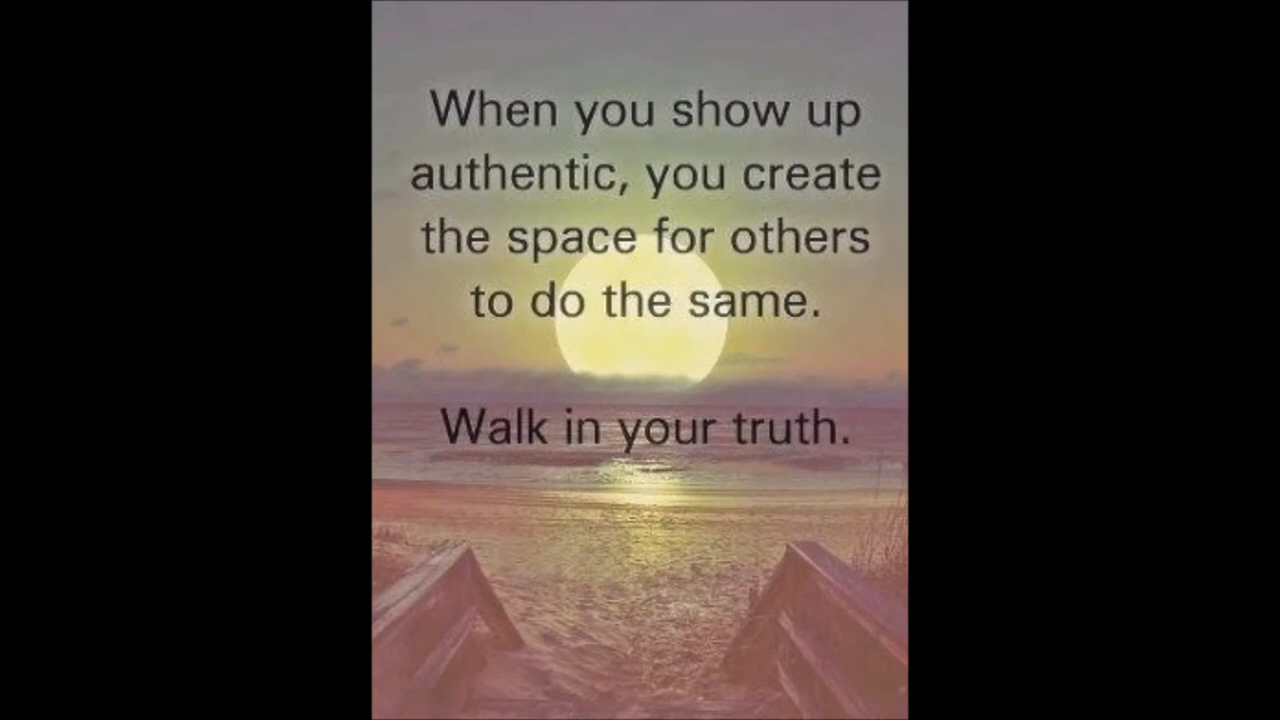 When you show up
authentic, you create
the space for others
to do the same.
Walk in your truth.